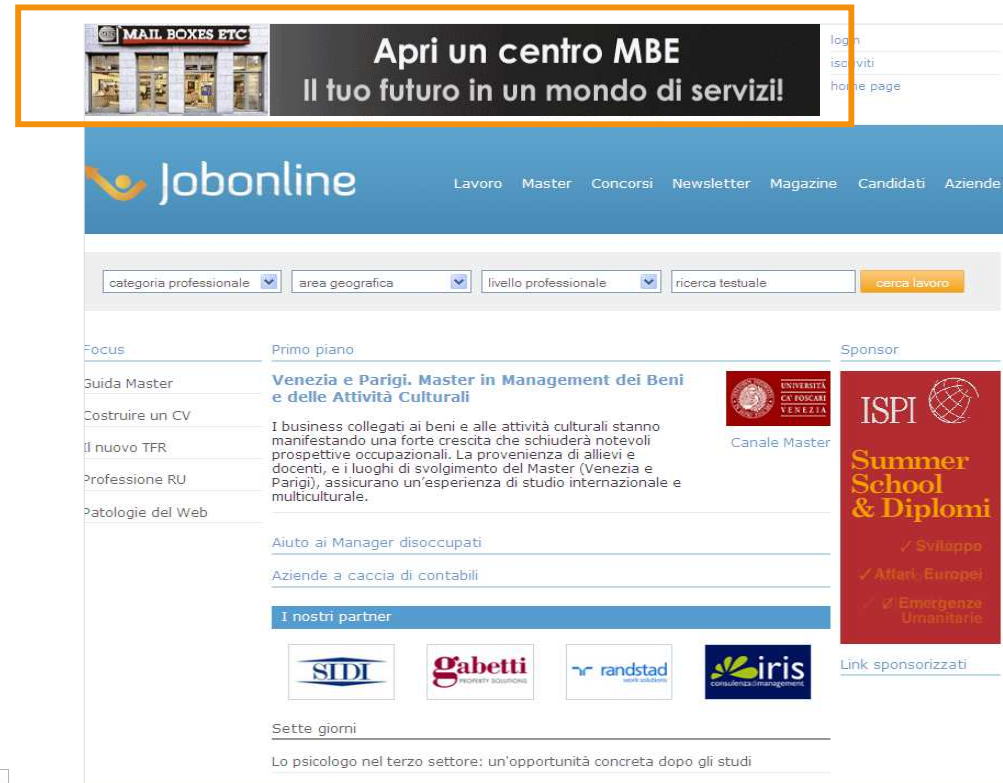 MAIL BOXES ETC
Apri un centro MBE
Il tuo futuro in un mondo di servizi!
login
iscriviti
home page
Jobonline
Lavoro Master Concorsi Newsletter Magazine Candidati Aziende
categoria professionale area geografica livello professionale ricerca testuale cerca lavoro
Focus
Guida Master
Costruire un CV
Il nuovo TFR
Professione RU
Patologie del Web
Primo piano
Venezia e Parigi. Master in Management dei Beni
e delle Attività Culturali
I business collegati ai beni e alle attività culturali stanno
manifestando una forte crescita che schiuderà notevoli
prospettive occupazionali. La provenienza di allievi e
docenti, e i luoghi di svolgimento del Master (Venezia e
Parigi), assicurano un'esperienza di studio internazionale e
multiculturale.
UNIVERSITÀ
CA' FOSCARI
VENEZIA
Canale Master
Aiuto ai Manager disoccupati
Aziende a caccia di contabili
I nostri partner
SIDI
gabetti
PROPERTY SOLUTIONS
randstad
work solutions
iris
consulenza&management
Sette giorni
Lo psicologo nel terzo settore: un'opportunità concreta dopo gli studi
Sponsor
ISPI
Summer
School
& Diplomi
✓ Sviluppo
✓ Affari Europei
✓ Emergenze
Umanitarie
Link sponsorizzati